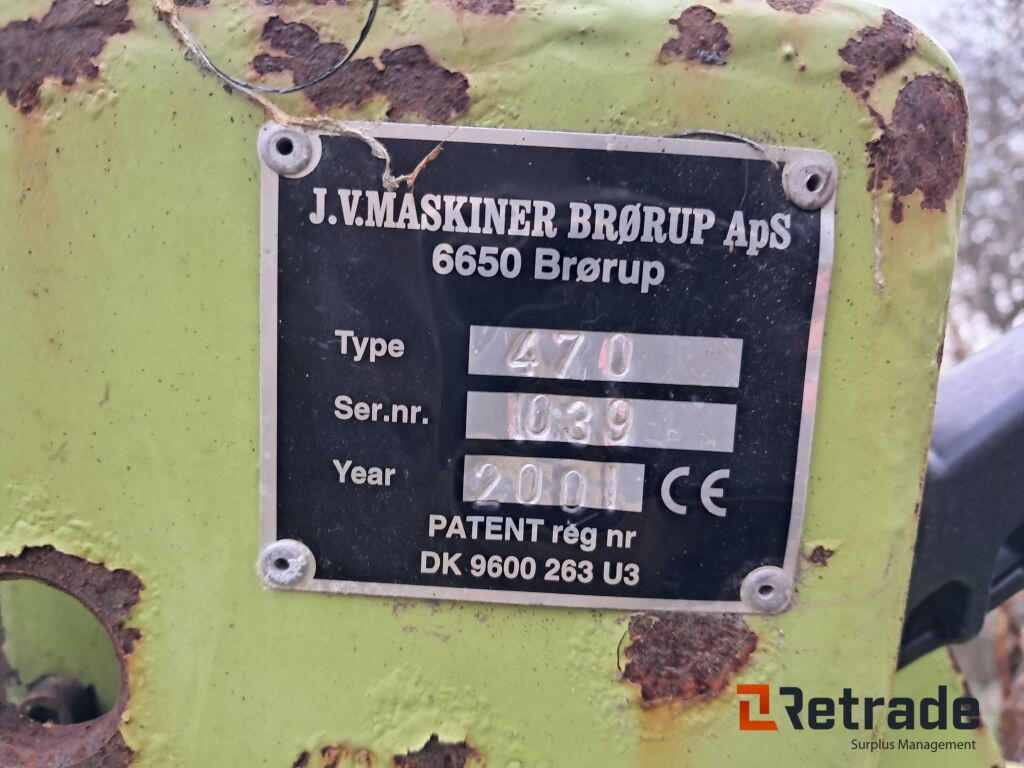 J.V.MASKINER BRØRUP ApS
6650 Brørup
Type 470
Ser.nr. 1039
Year 2001 CE
PATENT reg nr
DK 9600 263 U3
Retrade
Surplus Management